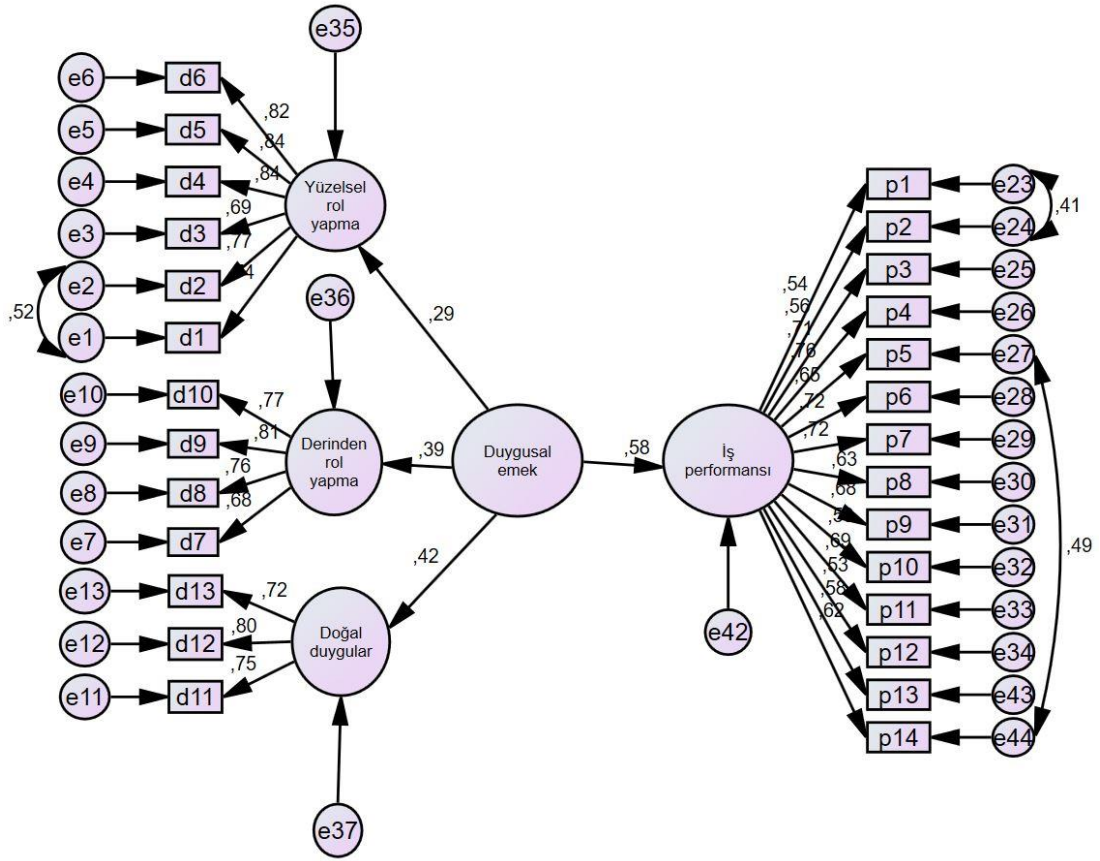 e35
e6
d6
,82
e5
d5
,84
e4
d4
,84
Yüzelsel
rol
yapma
e3
d3
,69
,77
e2
d2
e1
d1
,52
e36
,29
e10
d10
,77
e9
d9
,81
e8
d8
,76
e7
d7
,68
Derinden
rol
yapma
,39
Duygusal
emek
,58
İş
performansı
e13
d13
,72
e12
d12
,80
e11
d11
,75
Doğal
duygular
,42
e37
e42
p1
e23
p2
e24
,41
p3
e25
p4
e26
p5
e27
p6
e28
p7
e29
p8
e30
p9
e31
p10
e32
p11
e33
p12
e34
p13
e43
p14
e44
,49
,54
,56
,71
,76
,65
,72
,72
,63
,68
,69
,53
,58
,62